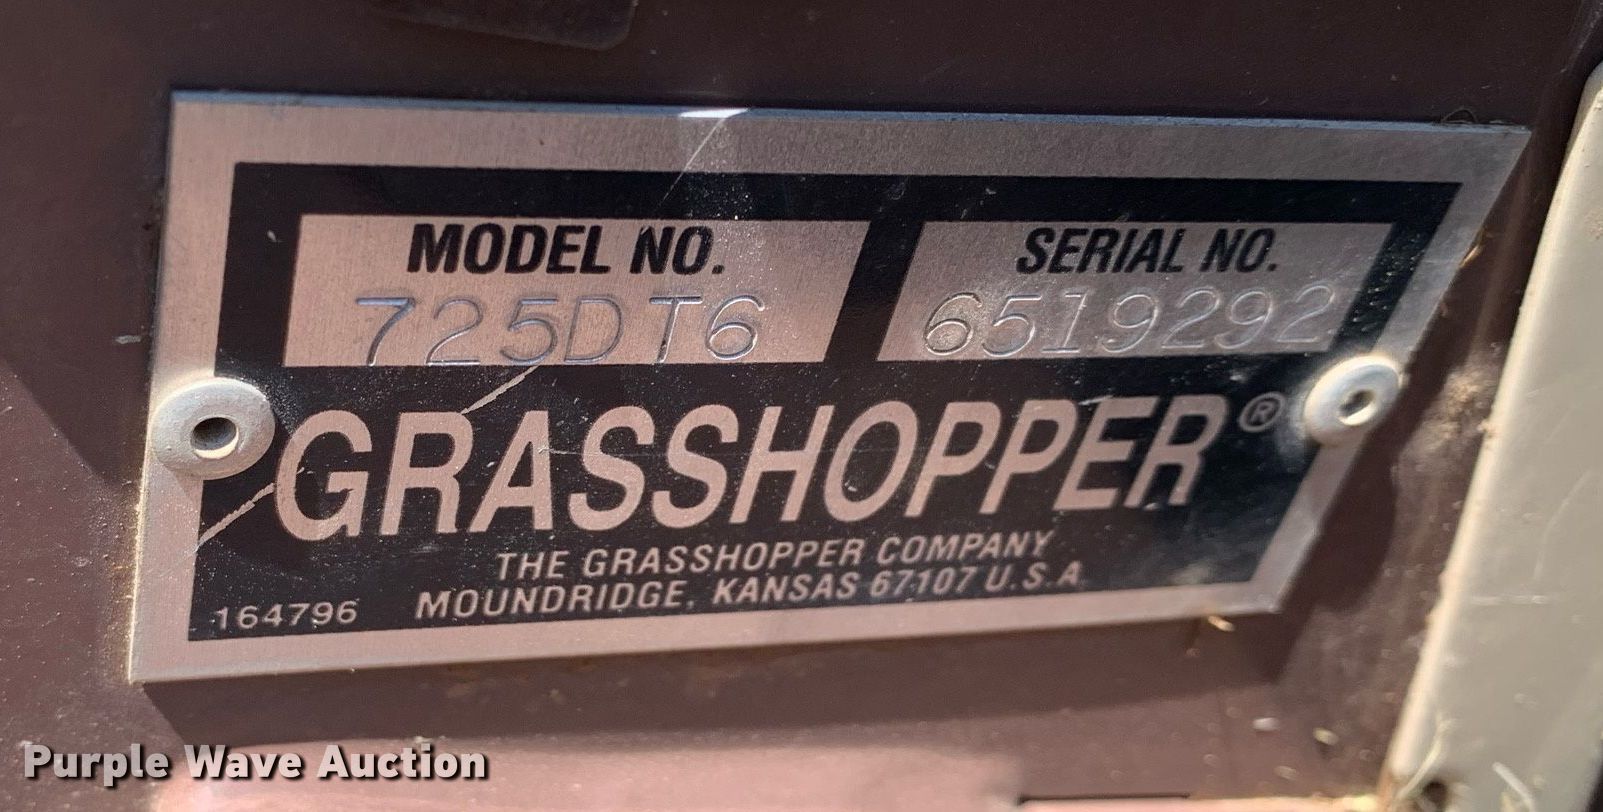 MODEL NO.
725DT6
SERIAL NO.
6519292
GRASSHOPPER®
THE GRASSHOPPER COMPANY
MOUNDRIDGE, KANSAS 67107 U.S.A.
164796
Purple Wave Auction